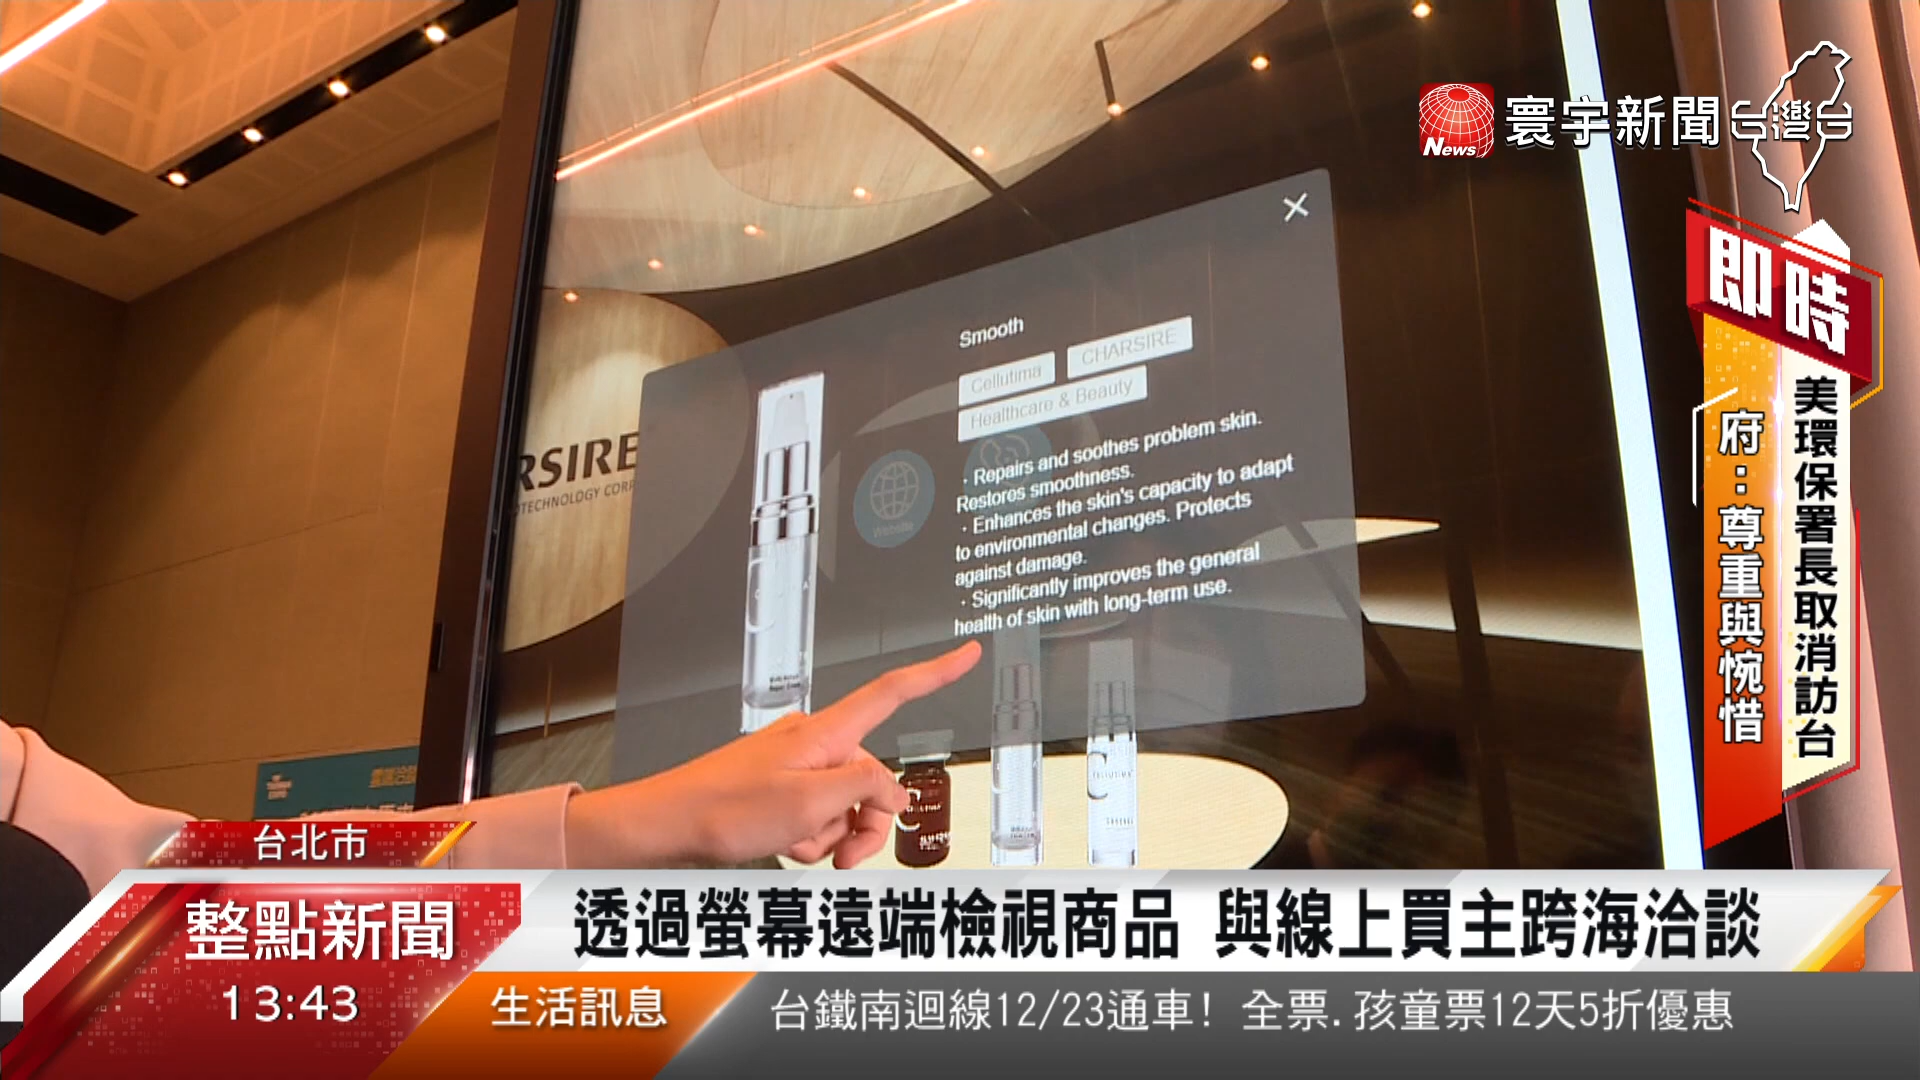 寰宇新聞
台灣台
News
即時
美環保署長取消訪台
府：尊重與惋惜
Smooth
Cellutima
CHARSIRE
Healthcare & Beauty
· Repairs and soothes problem skin.
Restores smoothness.
· Enhances the skin's capacity to adapt
to environmental changes. Protects
against damage.
· Significantly improves the general
health of skin with long-term use.
Website
RSIRE
OTECHNOLOGY CORP
C
C
C
台北市
整點新聞
透過螢幕遠端檢視商品 與線上買主跨海洽談
13:43
生活訊息
台鐵南迴線12/23通車! 全票.孩童票12天5折優惠